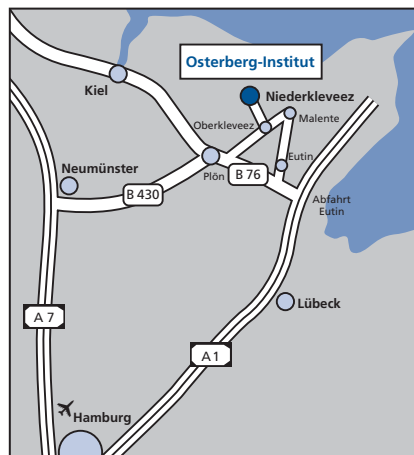 Osterberg-Institut
Kiel
Niederkleveez
Malente
Oberkleveez
Neumünster
Plön
Eutin
B 76
B 430
Abfahrt
Eutin
Lübeck
A 7
A 1
Hamburg